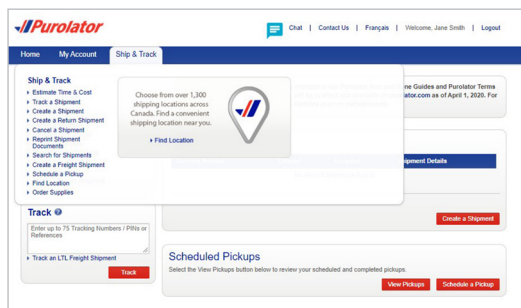 Purolator
Chat | Contact Us | Français | Welcome, Jane Smith | Logout
Home My Account Ship & Track
Ship & Track
Estimate Time & Cost
Track a Shipment
Create a Shipment
Create a Return Shipment
Cancel a Shipment
Reprint Shipment
Documents
Search for Shipments
Create a Freight Shipment
Schedule a Pickup
Find Location
Order Supplies
Choose from over 1,300
shipping locations across
Canada. Find a convenient
shipping location near you.
Find Location
ne Guides and Purolator Terms
lator.com as of April 1, 2020. For
ipment Details
Create a Shipment
Track
Enter up to 75 Tracking Numbers / PINs or
References
Track an LTL Freight Shipment
Track
Scheduled Pickups
Select the View Pickups button below to review your scheduled and completed pickups.
View Pickups Schedule a Pickup